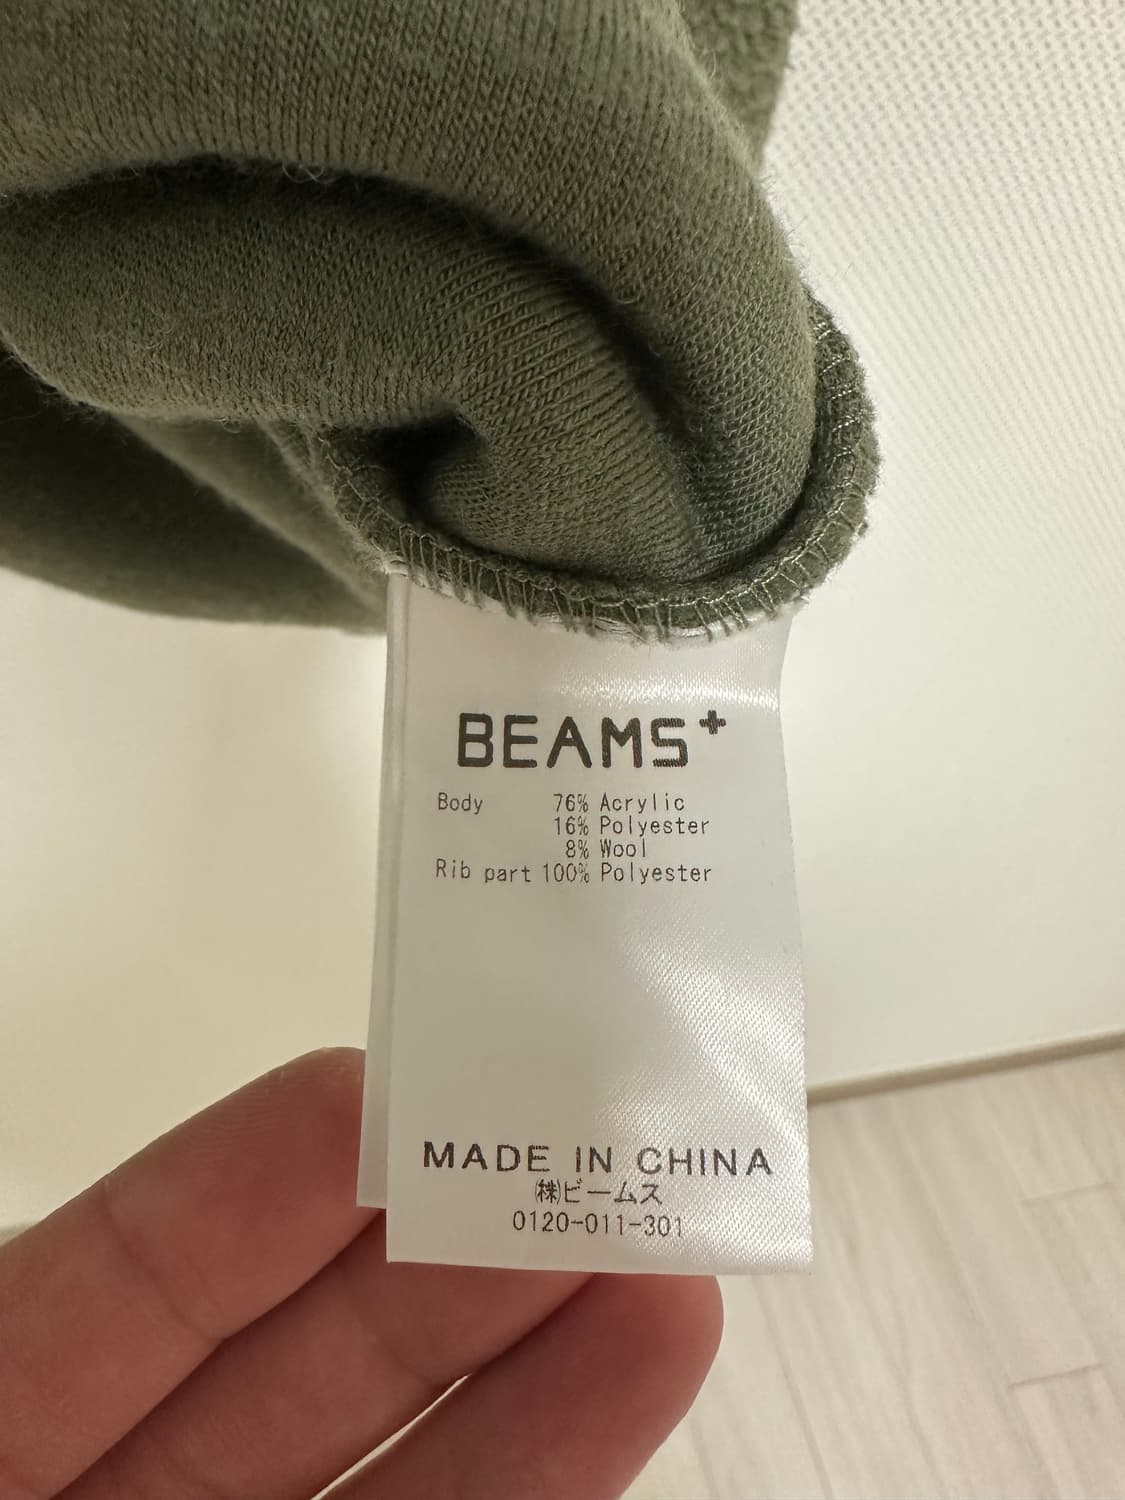 BEAMS+
Body 76% Acrylic
16% Polyester
8% Wool
Rib part 100% Polyester
MADE IN CHINA
㈱ビームス
0120-011-301